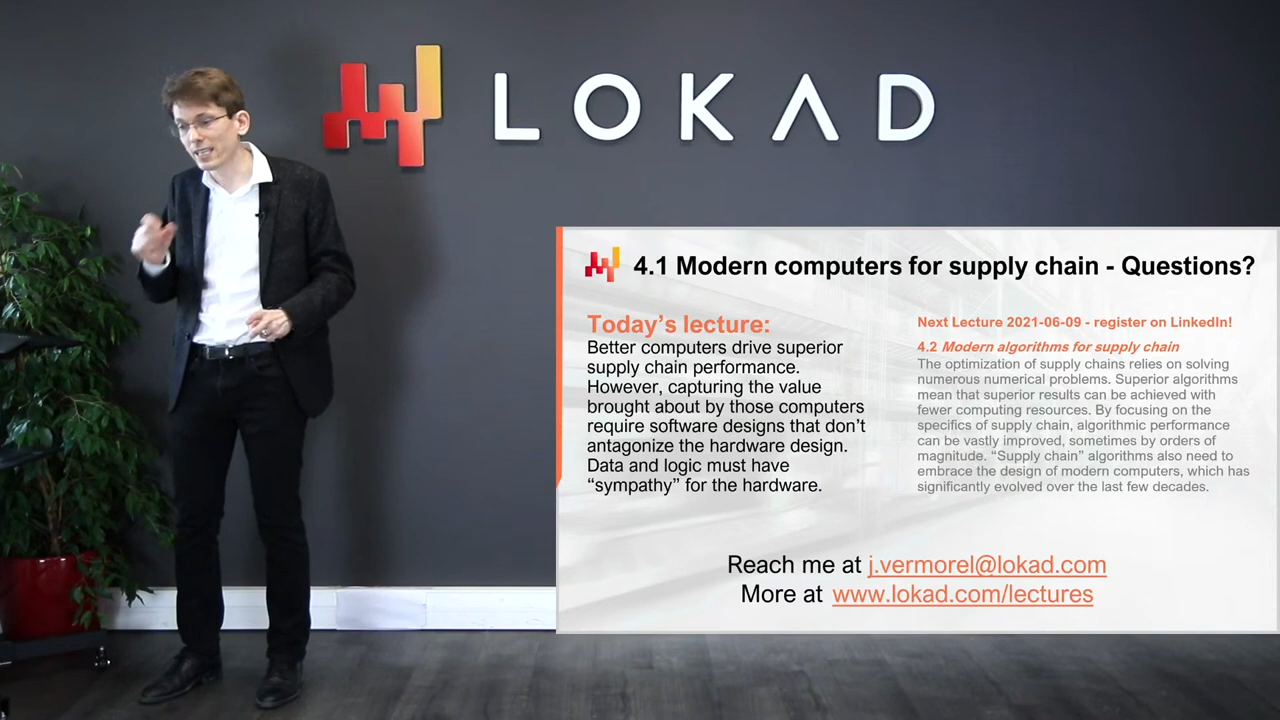 LOKAD
4.1 Modern computers for supply chain - Questions?
Today's lecture:
Better computers drive superior
supply chain performance.
However, capturing the value
brought about by those computers
require software designs that don't
antagonize the hardware design.
Data and logic must have
“sympathy” for the hardware.
Next Lecture 2021-06-09 - register on LinkedIn!
4.2 Modern algorithms for supply chain
The optimization of supply chains relies on solving
numerous numerical problems. Superior algorithms
mean that superior results can be achieved with
fewer computing resources. By focusing on the
specifics of supply chain, algorithmic performance
can be vastly improved, sometimes by orders of
magnitude. “Supply chain” algorithms also need to
embrace the design of modern computers, which has
significantly evolved over the last few decades.
Reach me at j.vermorel@lokad.com
More at www.lokad.com/lectures